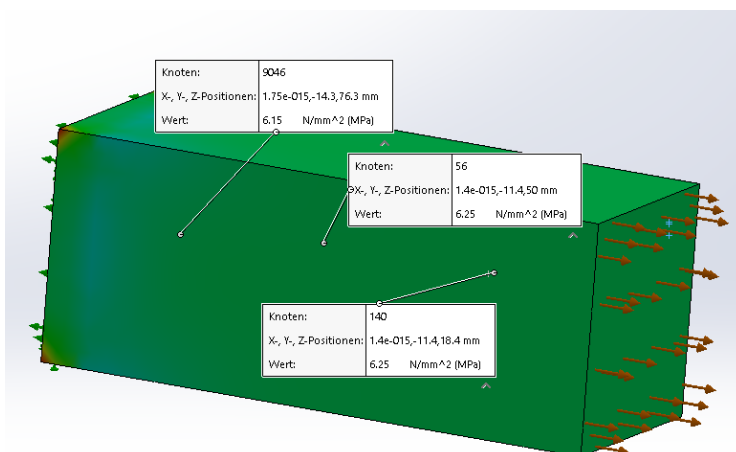 Knoten: 9046
X-, Y-, Z-Positionen: 1.75e-015,-14.3,76.3 mm
Wert: 6.15 N/mm^2 (MPa)
Knoten: 56
X-, Y-, Z-Positionen: 1.4e-015,-11.4,50 mm
Wert: 6.25 N/mm^2 (MPa)
Knoten: 140
X-, Y-, Z-Positionen: 1.4e-015,-11.4,18.4 mm
Wert: 6.25 N/mm^2 (MPa)